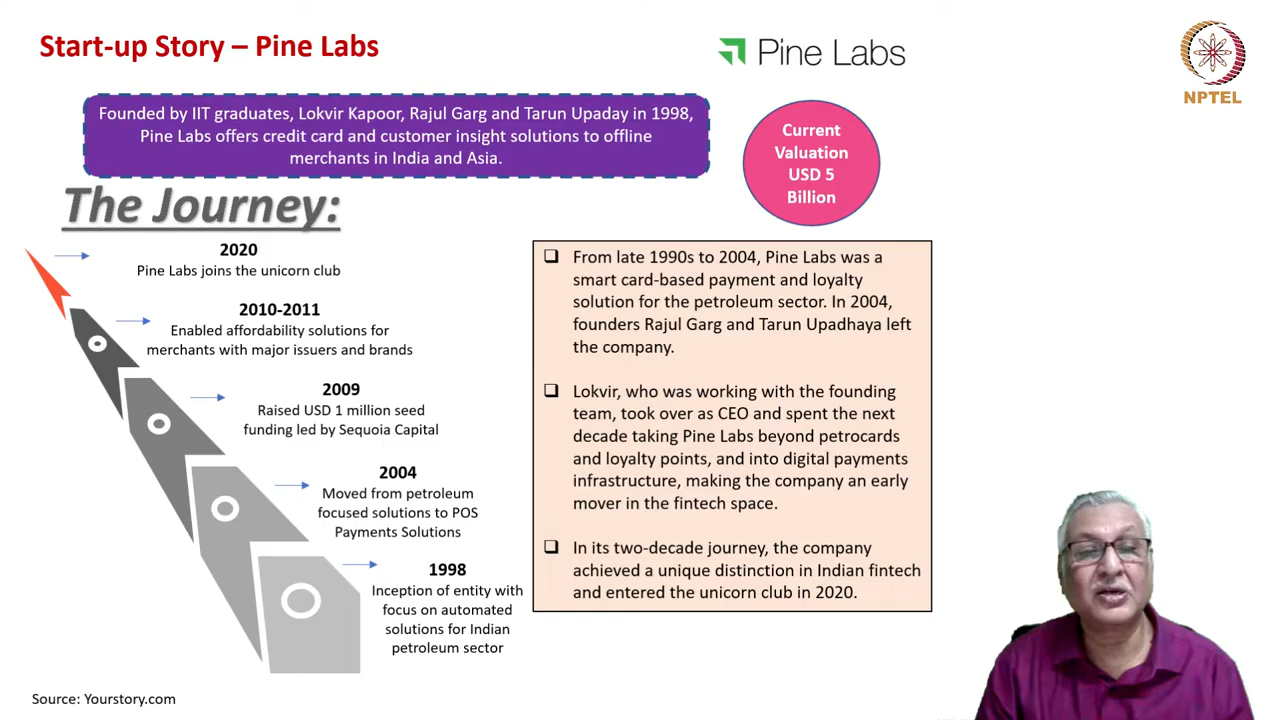 Start-up Story – Pine Labs
Pine Labs
NPTEL
Founded by IIT graduates, Lokvir Kapoor, Rajul Garg and Tarun Upaday in 1998,
Pine Labs offers credit card and customer insight solutions to offline
merchants in India and Asia.
Current
Valuation
USD 5
Billion
The Journey:
2020
Pine Labs joins the unicorn club
2010-2011
Enabled affordability solutions for
merchants with major issuers and brands
2009
Raised USD 1 million seed
funding led by Sequoia Capital
2004
Moved from petroleum
focused solutions to POS
Payments Solutions
1998
Inception of entity with
focus on automated
solutions for Indian
petroleum sector
From late 1990s to 2004, Pine Labs was a
smart card-based payment and loyalty
solution for the petroleum sector. In 2004,
founders Rajul Garg and Tarun Upadhaya left
the company.
Lokvir, who was working with the founding
team, took over as CEO and spent the next
decade taking Pine Labs beyond petrocards
and loyalty points, and into digital payments
infrastructure, making the company an early
mover in the fintech space.
In its two-decade journey, the company
achieved a unique distinction in Indian fintech
and entered the unicorn club in 2020.
Source: Yourstory.com